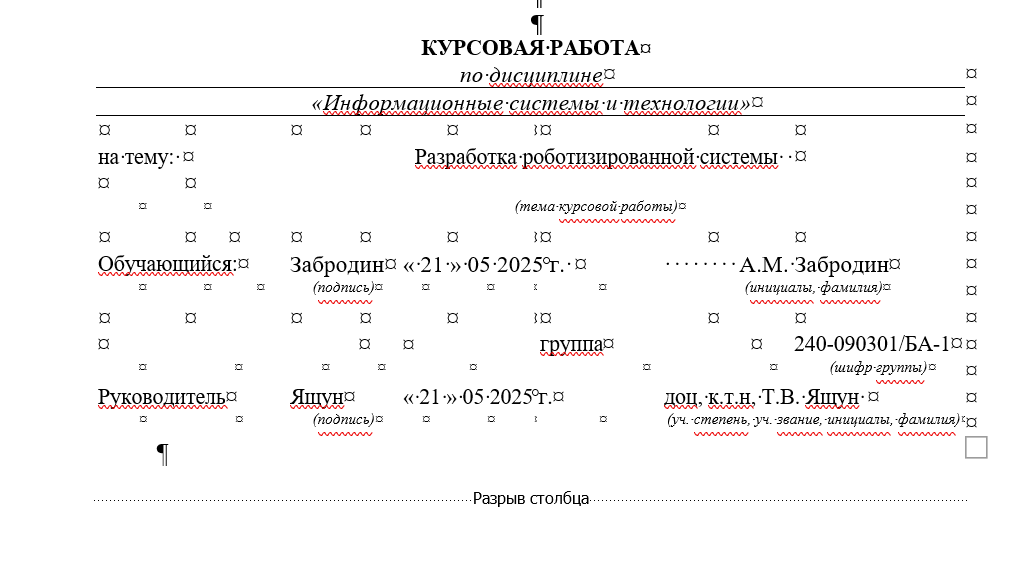 КУРСОВАЯ РАБОТА
по дисциплине
«Информационные системы и технологии»
на тему: Разработка роботизированной системы
(тема курсовой работы)
Обучающийся: Забродин « 21 » 05 2025 г. А.М. Забродин
(подпись) (инициалы, фамилия)
группа 240-090301/БА-1
(шифр группы)
Руководитель Ящун «21 » 05 2025 г. доц, к.т.н, Т.В. Ящун
(подпись) (уч. степень, уч. звание, инициалы, фамилия)
Разрыв столбца